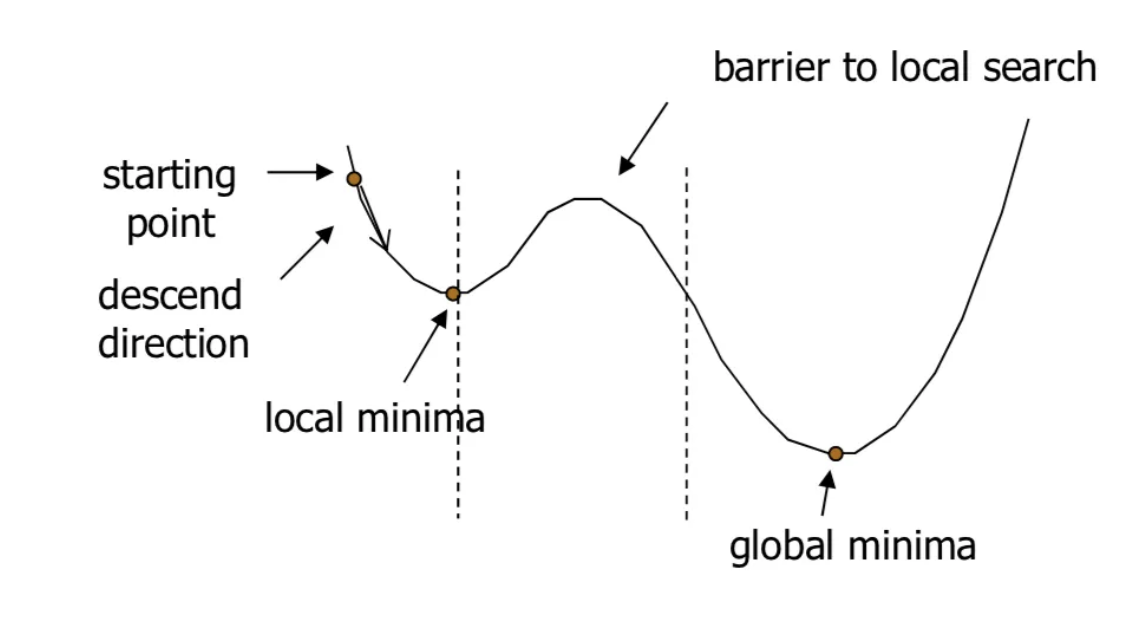 barrier to local search
starting
point
descend
direction
local minima
global minima